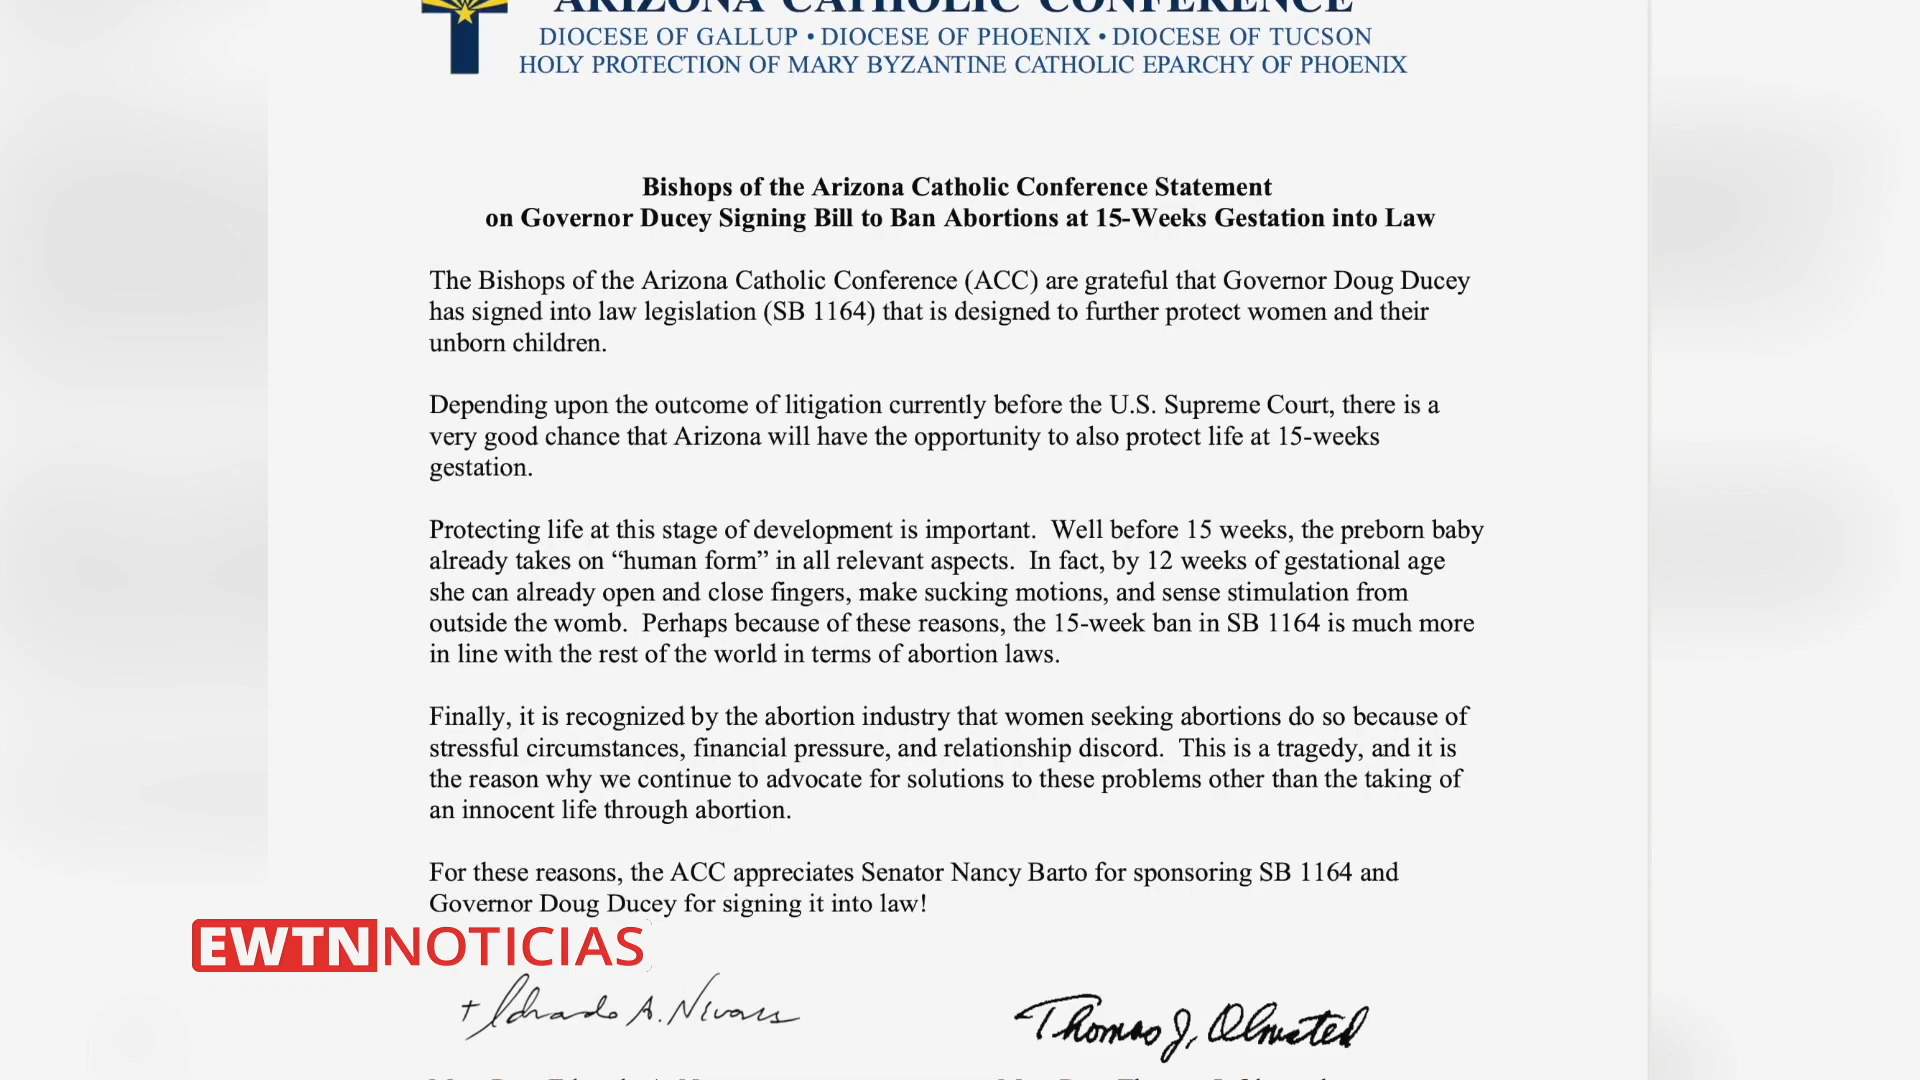 ARIZONA CATHOLIC CONFERENCE
DIOCESE OF GALLUP • DIOCESE OF PHOENIX • DIOCESE OF TUCSON
HOLY PROTECTION OF MARY BYZANTINE CATHOLIC EPARCHY OF PHOENIX
Bishops of the Arizona Catholic Conference Statement
on Governor Ducey Signing Bill to Ban Abortions at 15-Weeks Gestation into Law
The Bishops of the Arizona Catholic Conference (ACC) are grateful that Governor Doug Ducey
has signed into law legislation (SB 1164) that is designed to further protect women and their
unborn children.
Depending upon the outcome of litigation currently before the U.S. Supreme Court, there is a
very good chance that Arizona will have the opportunity to also protect life at 15-weeks
gestation.
Protecting life at this stage of development is important.  Well before 15 weeks, the preborn baby
already takes on “human form” in all relevant aspects.  In fact, by 12 weeks of gestational age
she can already open and close fingers, make sucking motions, and sense stimulation from
outside the womb.  Perhaps because of these reasons, the 15-week ban in SB 1164 is much more
in line with the rest of the world in terms of abortion laws.
Finally, it is recognized by the abortion industry that women seeking abortions do so because of
stressful circumstances, financial pressure, and relationship discord.  This is a tragedy, and it is
the reason why we continue to advocate for solutions to these problems other than the taking of
an innocent life through abortion.
For these reasons, the ACC appreciates Senator Nancy Barto for sponsoring SB 1164 and
Governor Doug Ducey for signing it into law!
EWTN NOTICIAS
Thomas J. Olmsted